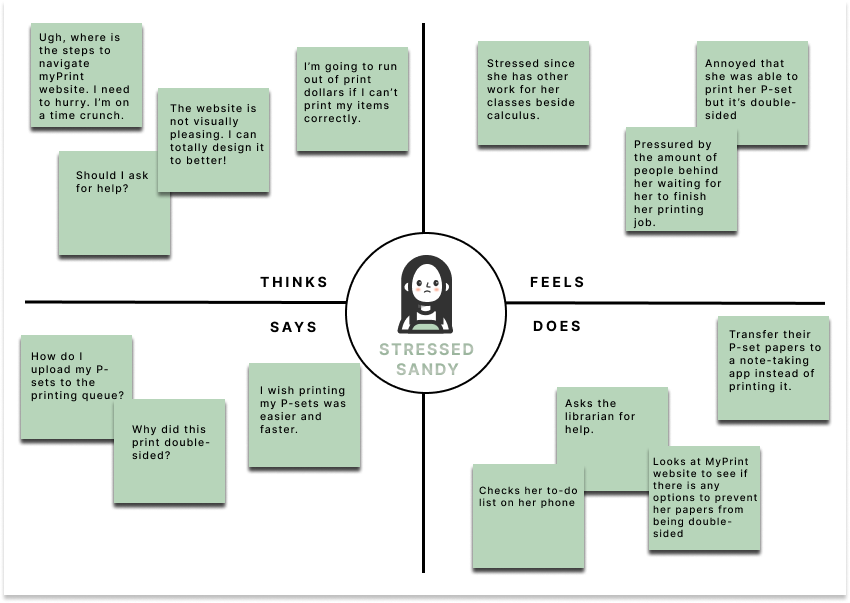 Ugh, where is
the steps to
navigate
myPrint
website. I need
to hurry. I'm on
a time crunch.
The website is
not visually
pleasing. I can
totally design it
to better!
Should I ask
for help?
I'm going to run
out of print
dollars if I can't
print my items
correctly.
THINKS
Stressed since
she has other
work for her
classes beside
calculus.
Annoyed that
she was able to
print her P-set
but it's double-
sided
Pressured by
the amount of
people behind
her waiting for
her to finish
her printing
job.
FEELS
STRESSED
SANDY
SAYS
How do I
upload my P-
sets to the
printing queue?
Why did this
print double-
sided?
I wish printing
my P-sets was
easier and
faster.
DOES
Transfer their
P-set papers to
a note-taking
app instead of
printing it.
Asks the
librarian for
help.
Looks at MyPrint
website to see if
there is any
options to prevent
her papers from
being double-
sided
Checks her to-do
list on her phone